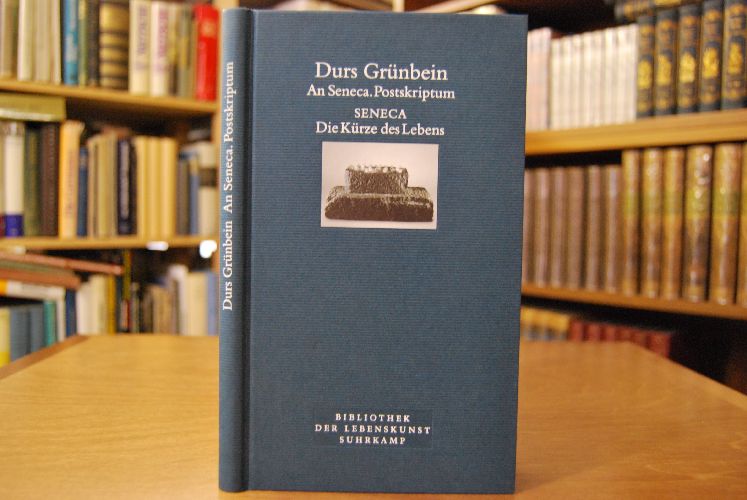 Durs Grünbein
An Seneca. Postskriptum
SENECA
Die Kürze des Lebens
BIBLIOTHEK
DER LEBENSKUNST
SUHRKAMP
Durs Grünbein An Seneca. Postskriptum